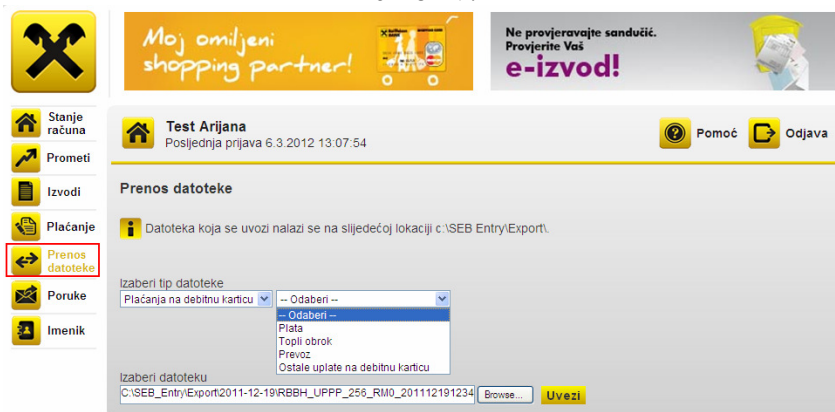 Moj omiljeni
shopping partner!
Ne provjeravajte sandučić.
Provjerite Vaš
e-izvod!
Stanje
računa
Prometi
Izvodi
Plaćanje
Prenos
datoteke
Poruke
Imenik
Test Arijana
Posljednja prijava 6.3.2012 13:07:54
Pomoć
Odjava
Prenos datoteke
Datoteka koja se uvozi nalazi se na slijedećoj lokaciji c:\SEB Entry\Export\.
Izaberi tip datoteke
Plaćanja na debitnu karticu
-- Odaberi --
-- Odaberi --
Plata
Topli obrok
Prevoz
Ostale uplate na debitnu karticu
Izaberi datoteku
C:\SEB_Entry\Export\2011-12-19\RBBH_UPPP_256_RM0_201112191234
Browse...
Uvezi